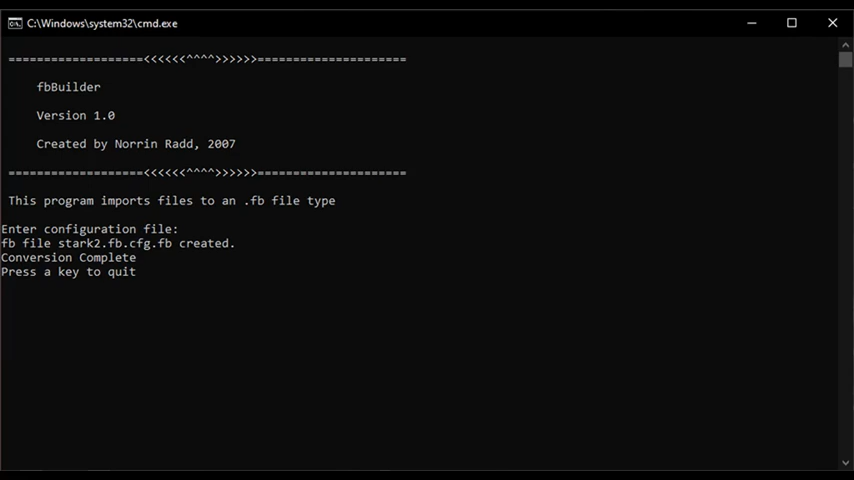 C:\Windows\system32\cmd.exe
===================<<<<<<^^^^>>>>>>=====================
fbBuilder
Version 1.0
Created by Norrin Radd, 2007
===================<<<<<<^^^^>>>>>>=====================
This program imports files to an .fb file type
Enter configuration file:
fb file stark2.fb.cfg.fb created.
Conversion Complete
Press a key to quit